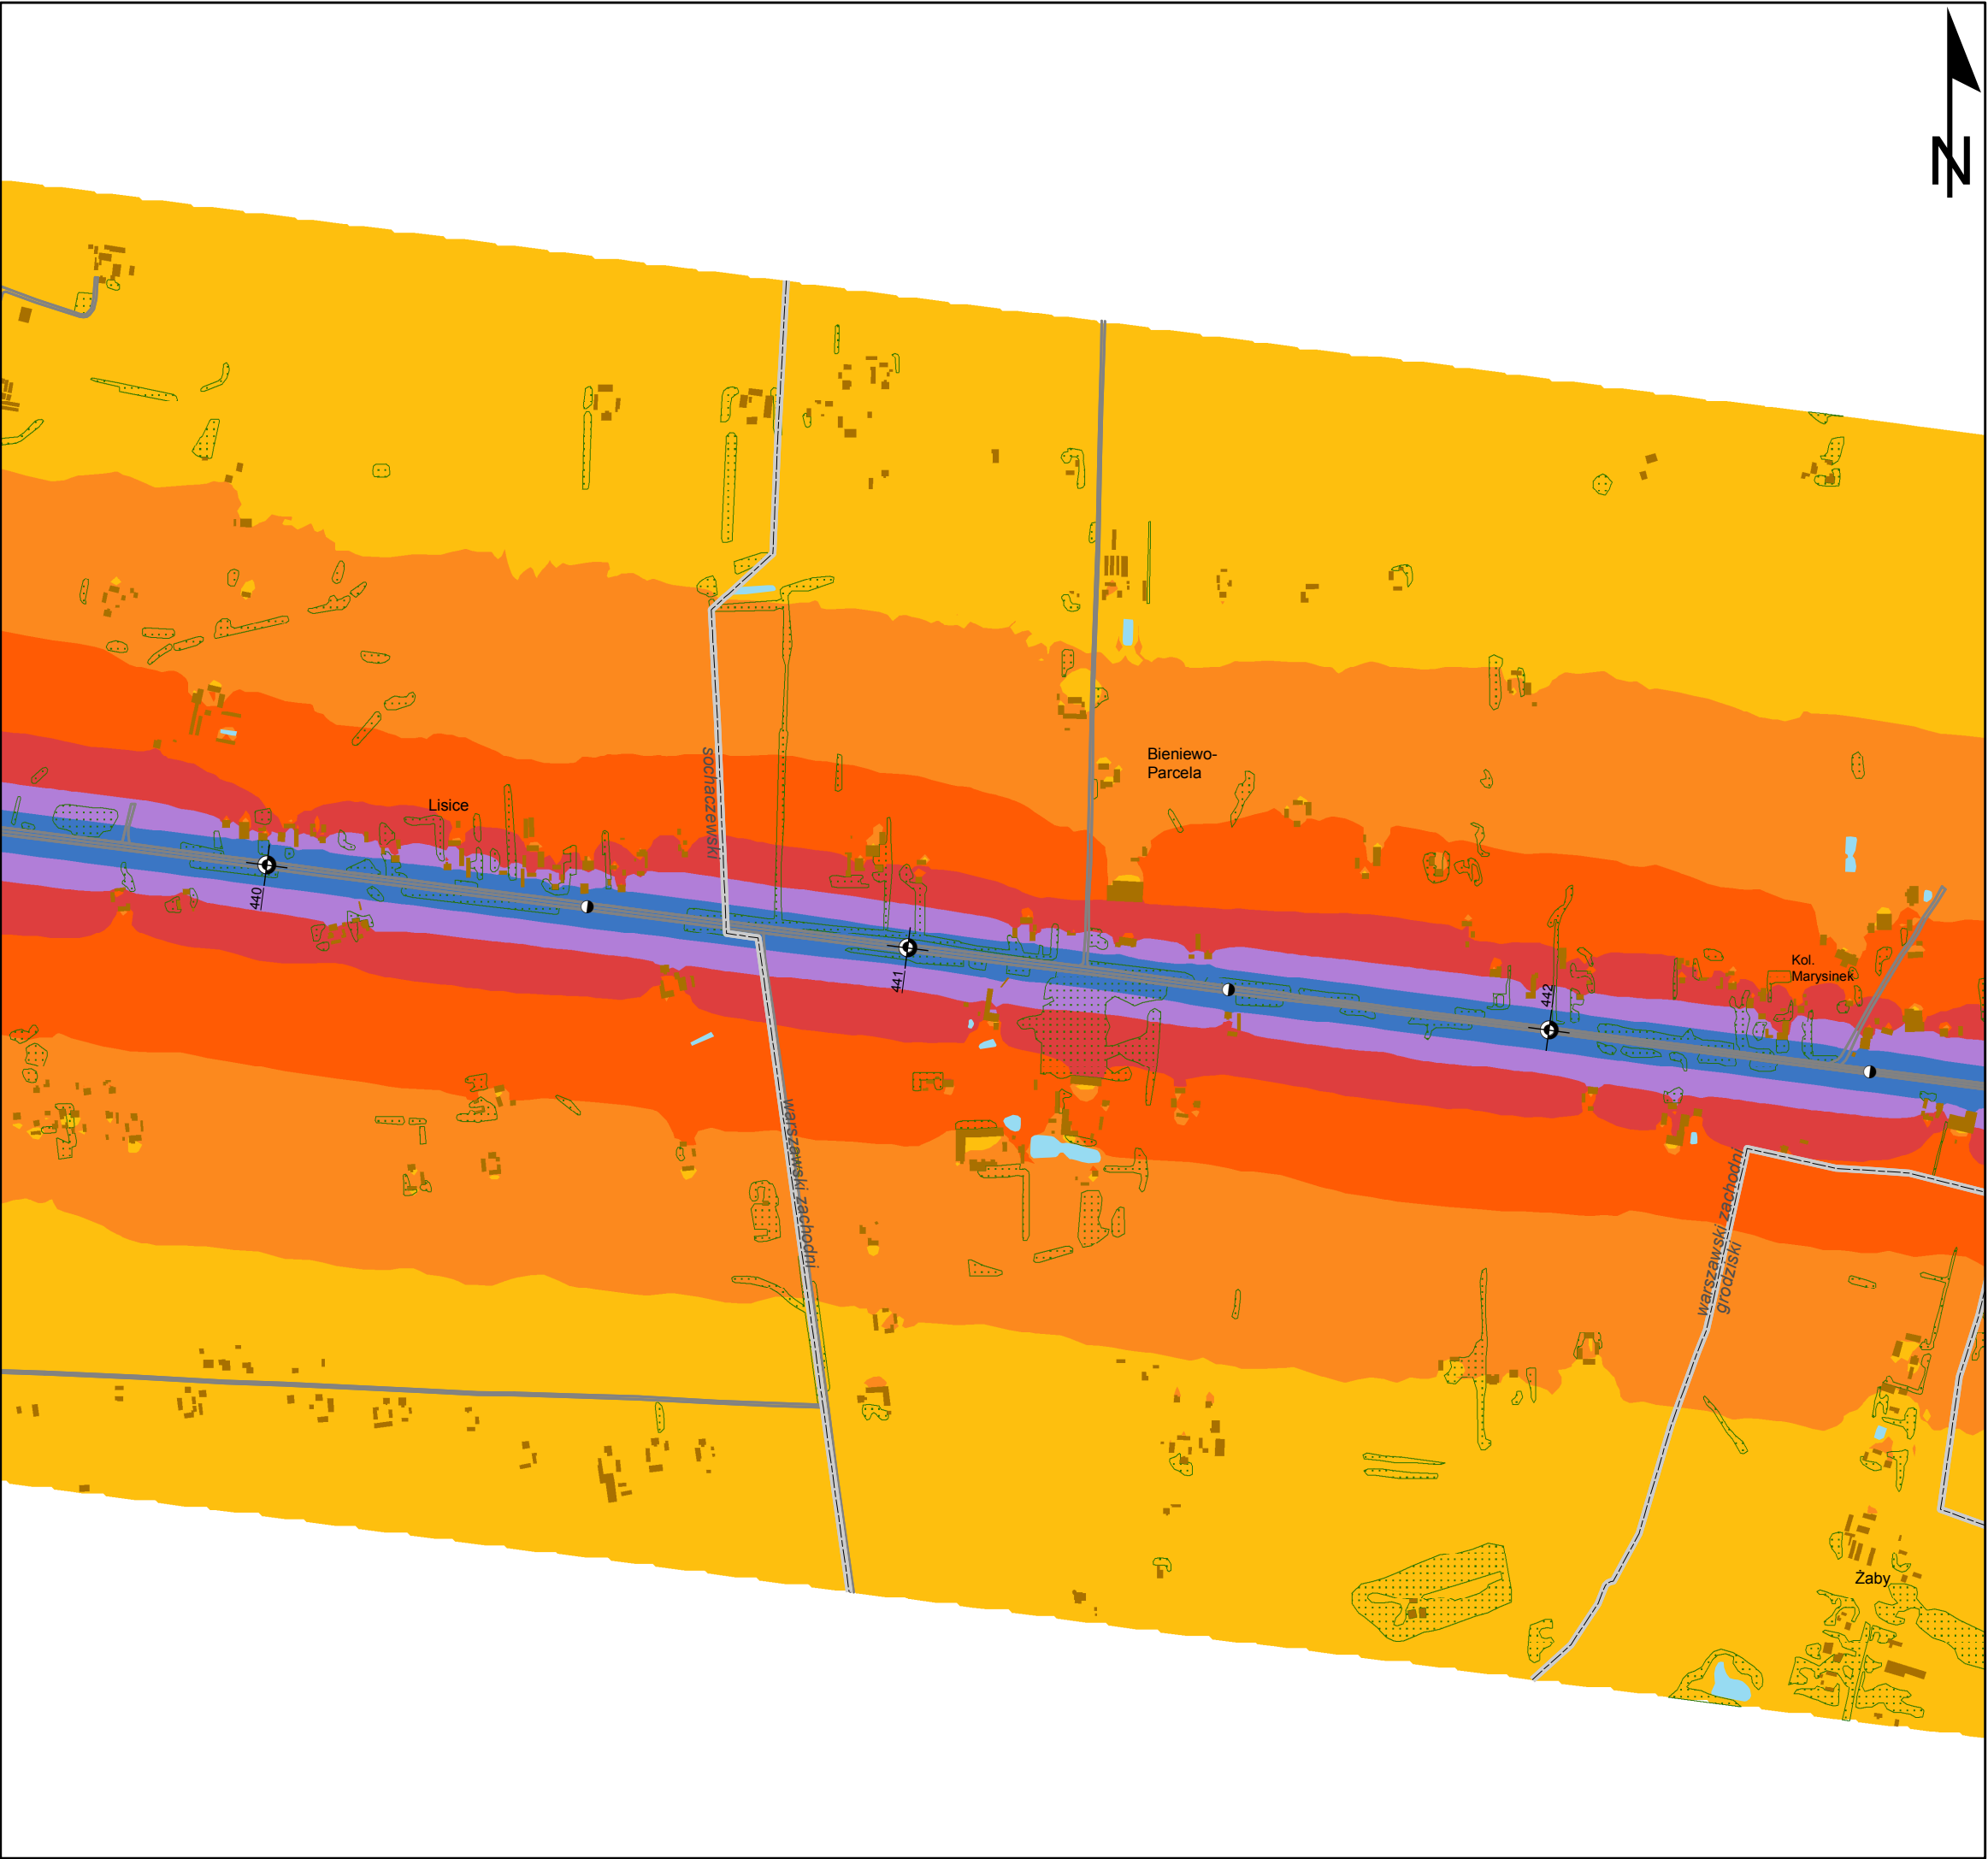 N
sochaczewski
Bieniewo-
Parcela
Lisice
440
441
442
Kol.
Marysinek
warszawski zachodni
warszawski zachodni
grodziski
Żaby